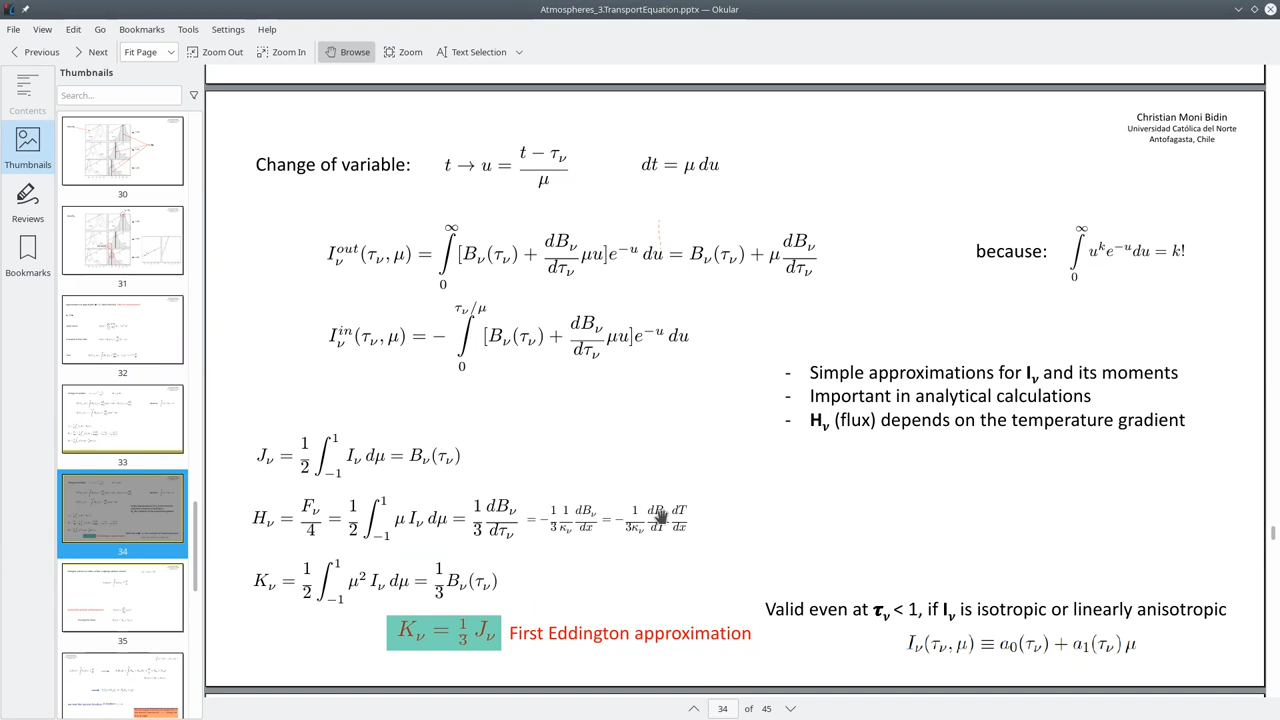 Atmospheres_3.TransportEquation.pptx — Okular
File View Edit Go Bookmarks Tools Settings Help
Previous Next Fit Page Zoom Out Zoom In Browse Zoom Text Selection
Thumbnails
Contents
Search...
Thumbnails
Reviews
Bookmarks
30
31
32
33
34
35
Christian Moni Bidin
Universidad Católica del Norte
Antofagasta, Chile
Change of variable: t → u = (t − τ_ν)/μ dt = μ du
I_ν^{out}(τ_ν, μ) = ∫_0^∞ [B_ν(τ_ν) + dB_ν/dτ_ν μu]e^{−u} du = B_ν(τ_ν) + μ dB_ν/dτ_ν
because: ∫_0^∞ u^k e^{−u}du = k!
I_ν^{in}(τ_ν, μ) = − ∫_0^{τ_ν/μ} [B_ν(τ_ν) + dB_ν/dτ_ν μu]e^{−u} du
- Simple approximations for I_ν and its moments
- Important in analytical calculations
- H_ν (flux) depends on the temperature gradient
J_ν = 1/2 ∫_{−1}^1 I_ν dμ = B_ν(τ_ν)
H_ν = F_ν/4 = 1/2 ∫_{−1}^1 μ I_ν dμ = 1/3 dB_ν/dτ_ν = −1/3 1/κ_ν dB_ν/dx = −1/3κ_ν dB_ν/dT dT/dx
K_ν = 1/2 ∫_{−1}^1 μ² I_ν dμ = 1/3 B_ν(τ_ν)
K_ν = 1/3 J_ν First Eddington approximation
Valid even at τ_ν < 1, if I_ν is isotropic or linearly anisotropic
I_ν(τ_ν, μ) ≡ a_0(τ_ν) + a_1(τ_ν) μ
34 of 45